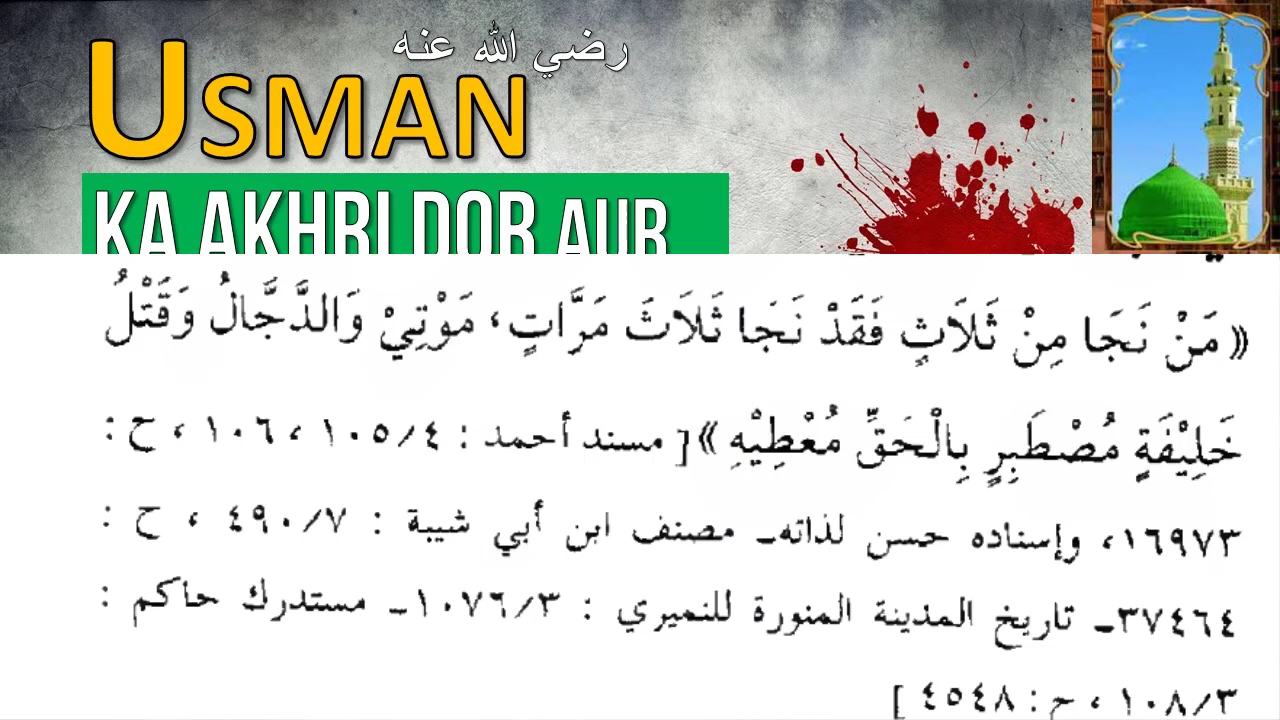 رضي الله عنه
USMAN
KA AKHRI DOR AUR
«مَنْ نَجَا مِنْ ثَلَاثٍ فَقَدْ نَجَا ثَلَاثَ مَرَّاتٍ، مَوْتِيْ وَالدَّجَّالُ وَقَتْلُ
خَلِيْفَةٍ مُصْطَبِرٍ بِالْحَقِّ مُعْطِيْهِ» [ مسند أحمد : ١٠٥/٤ ، ١٠٦ ، ح :
١٦٩٧٣، وإسناده حسن لذاته۔ مصنف ابن أبي شيبة : ٤٩٠/٧ ، ح :
٣٧٤٦٤۔ تاريخ المدينة المنورة للنميري : ١٠٧٦/٣۔ مستدرك حاكم :
١٠٨/٣ ، ح : ٤٥٤٨ ]